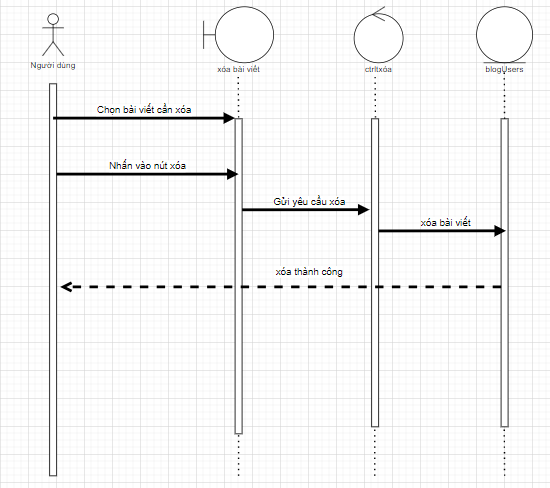 Người dùng
xóa bài viết
ctrltxóa
blogUsers
Chọn bài viết cần xóa
Nhấn vào nút xóa
Gửi yêu cầu xóa
xóa bài viết
xóa thành công